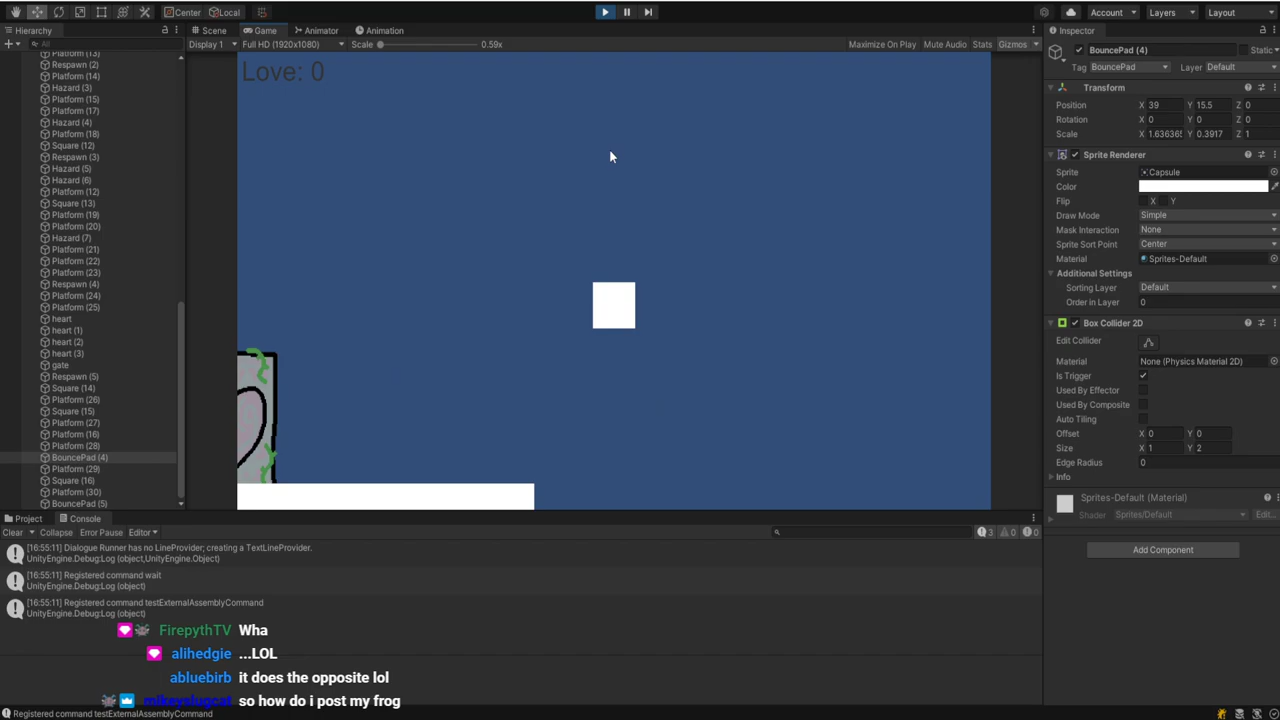 Center
Local
Account
Layers
Layout
Hierarchy
Scene
Game
Animator
Animation
Inspector
All
Display 1
Full HD (1920x1080)
Scale
0.59x
Maximize On Play
Mute Audio
Stats
Gizmos
BouncePad (4)
Static
Tag BouncePad
Layer Default
Platform (13)
Respawn (2)
Platform (14)
Hazard (3)
Platform (15)
Platform (17)
Hazard (4)
Platform (18)
Square (12)
Respawn (3)
Hazard (5)
Hazard (6)
Platform (12)
Square (13)
Platform (19)
Platform (20)
Hazard (7)
Platform (21)
Platform (22)
Platform (23)
Respawn (4)
Platform (24)
Platform (25)
heart
heart (1)
heart (2)
heart (3)
gate
Respawn (5)
Square (14)
Platform (26)
Square (15)
Platform (27)
Platform (16)
Platform (28)
BouncePad (4)
Platform (29)
Square (16)
Platform (30)
BouncePad (5)
Love: 0
Transform
Position X 39 Y 15.5 Z 0
Rotation X 0 Y 0 Z 0
Scale X 1.63636 Y 0.3917 Z 1
Sprite Renderer
Sprite Capsule
Color
Flip X Y
Draw Mode Simple
Mask Interaction None
Sprite Sort Point Center
Material Sprites-Default
Additional Settings
Sorting Layer Default
Order in Layer 0
Box Collider 2D
Edit Collider
Material None (Physics Material 2D)
Is Trigger
Used By Effector
Used By Composite
Auto Tiling
Offset X 0 Y 0
Size X 1 Y 2
Edge Radius 0
Info
Sprites-Default (Material)
Shader Sprites/Default Edit...
Add Component
Project
Console
Clear
Collapse
Error Pause
Editor
3
0
0
[16:55:11] Dialogue Runner has no LineProvider; creating a TextLineProvider.
UnityEngine.Debug:Log (object,UnityEngine.Object)
[16:55:11] Registered command wait
UnityEngine.Debug:Log (object)
[16:55:11] Registered command testExternalAssemblyCommand
UnityEngine.Debug:Log (object)
FirepythTV Wha
alihedgie ...LOL
abluebirb it does the opposite lol
mikeyslugcat so how do i post my frog
Registered command testExternalAssemblyCommand